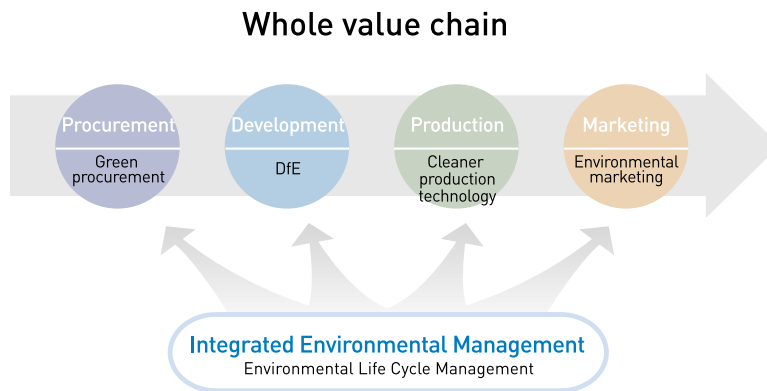 Whole value chain
Procurement
Green
procurement
Development
DfE
Production
Cleaner
production
technology
Marketing
Environmental
marketing
Integrated Environmental Management
Environmental Life Cycle Management